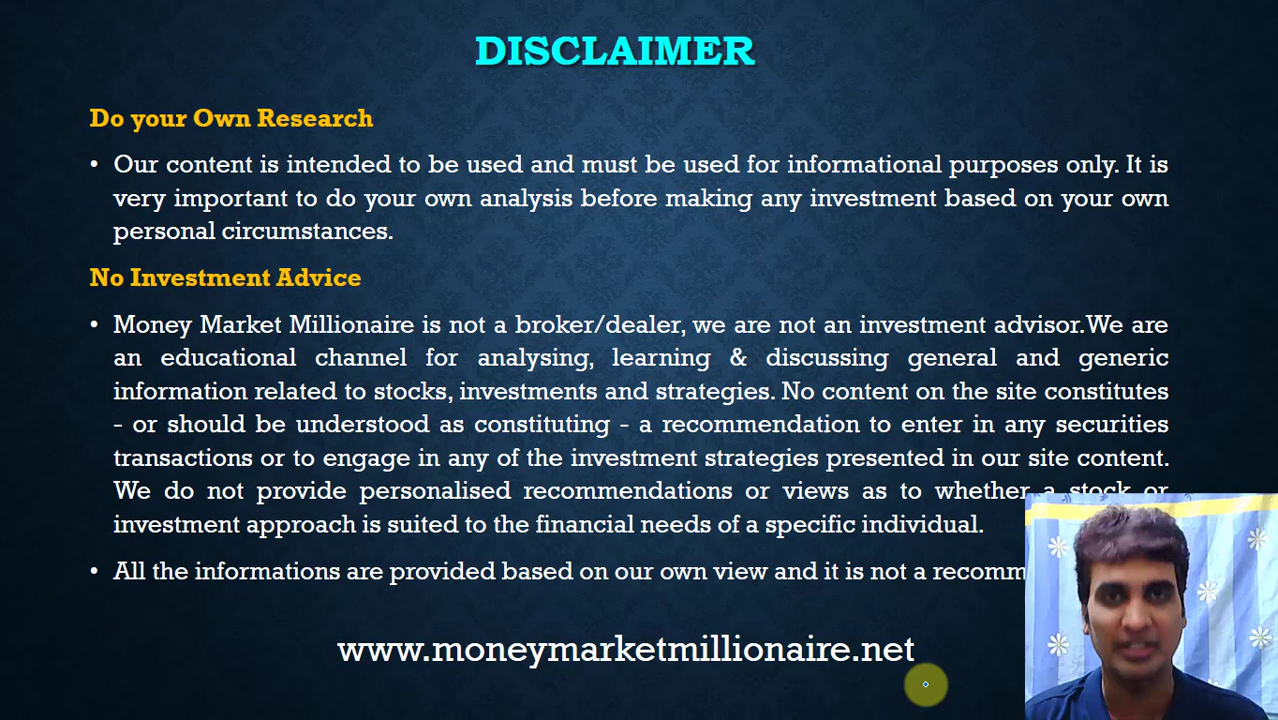 DISCLAIMER
Do your Own Research
• Our content is intended to be used and must be used for informational purposes only. It is
very important to do your own analysis before making any investment based on your own
personal circumstances.
No Investment Advice
• Money Market Millionaire is not a broker/dealer, we are not an investment advisor.We are
an educational channel for analysing, learning & discussing general and generic
information related to stocks, investments and strategies. No content on the site constitutes
- or should be understood as constituting - a recommendation to enter in any securities
transactions or to engage in any of the investment strategies presented in our site content.
We do not provide personalised recommendations or views as to whether a stock or
investment approach is suited to the financial needs of a specific individual.
• All the informations are provided based on our own view and it is not a
www.moneymarketmillionaire.net